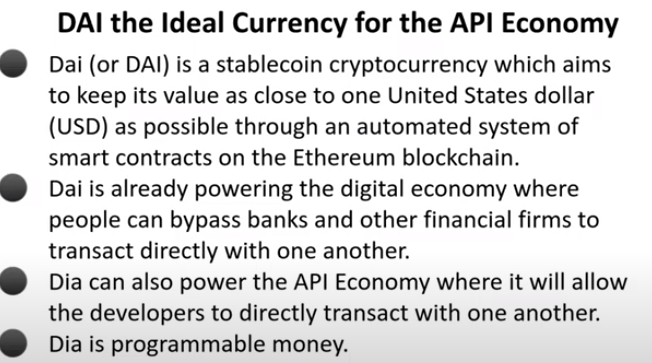 DAI the Ideal Currency for the API Economy
Dai (or DAI) is a stablecoin cryptocurrency which aims
to keep its value as close to one United States dollar
(USD) as possible through an automated system of
smart contracts on the Ethereum blockchain.
Dai is already powering the digital economy where
people can bypass banks and other financial firms to
transact directly with one another.
Dia can also power the API Economy where it will allow
the developers to directly transact with one another.
Dia is programmable money.